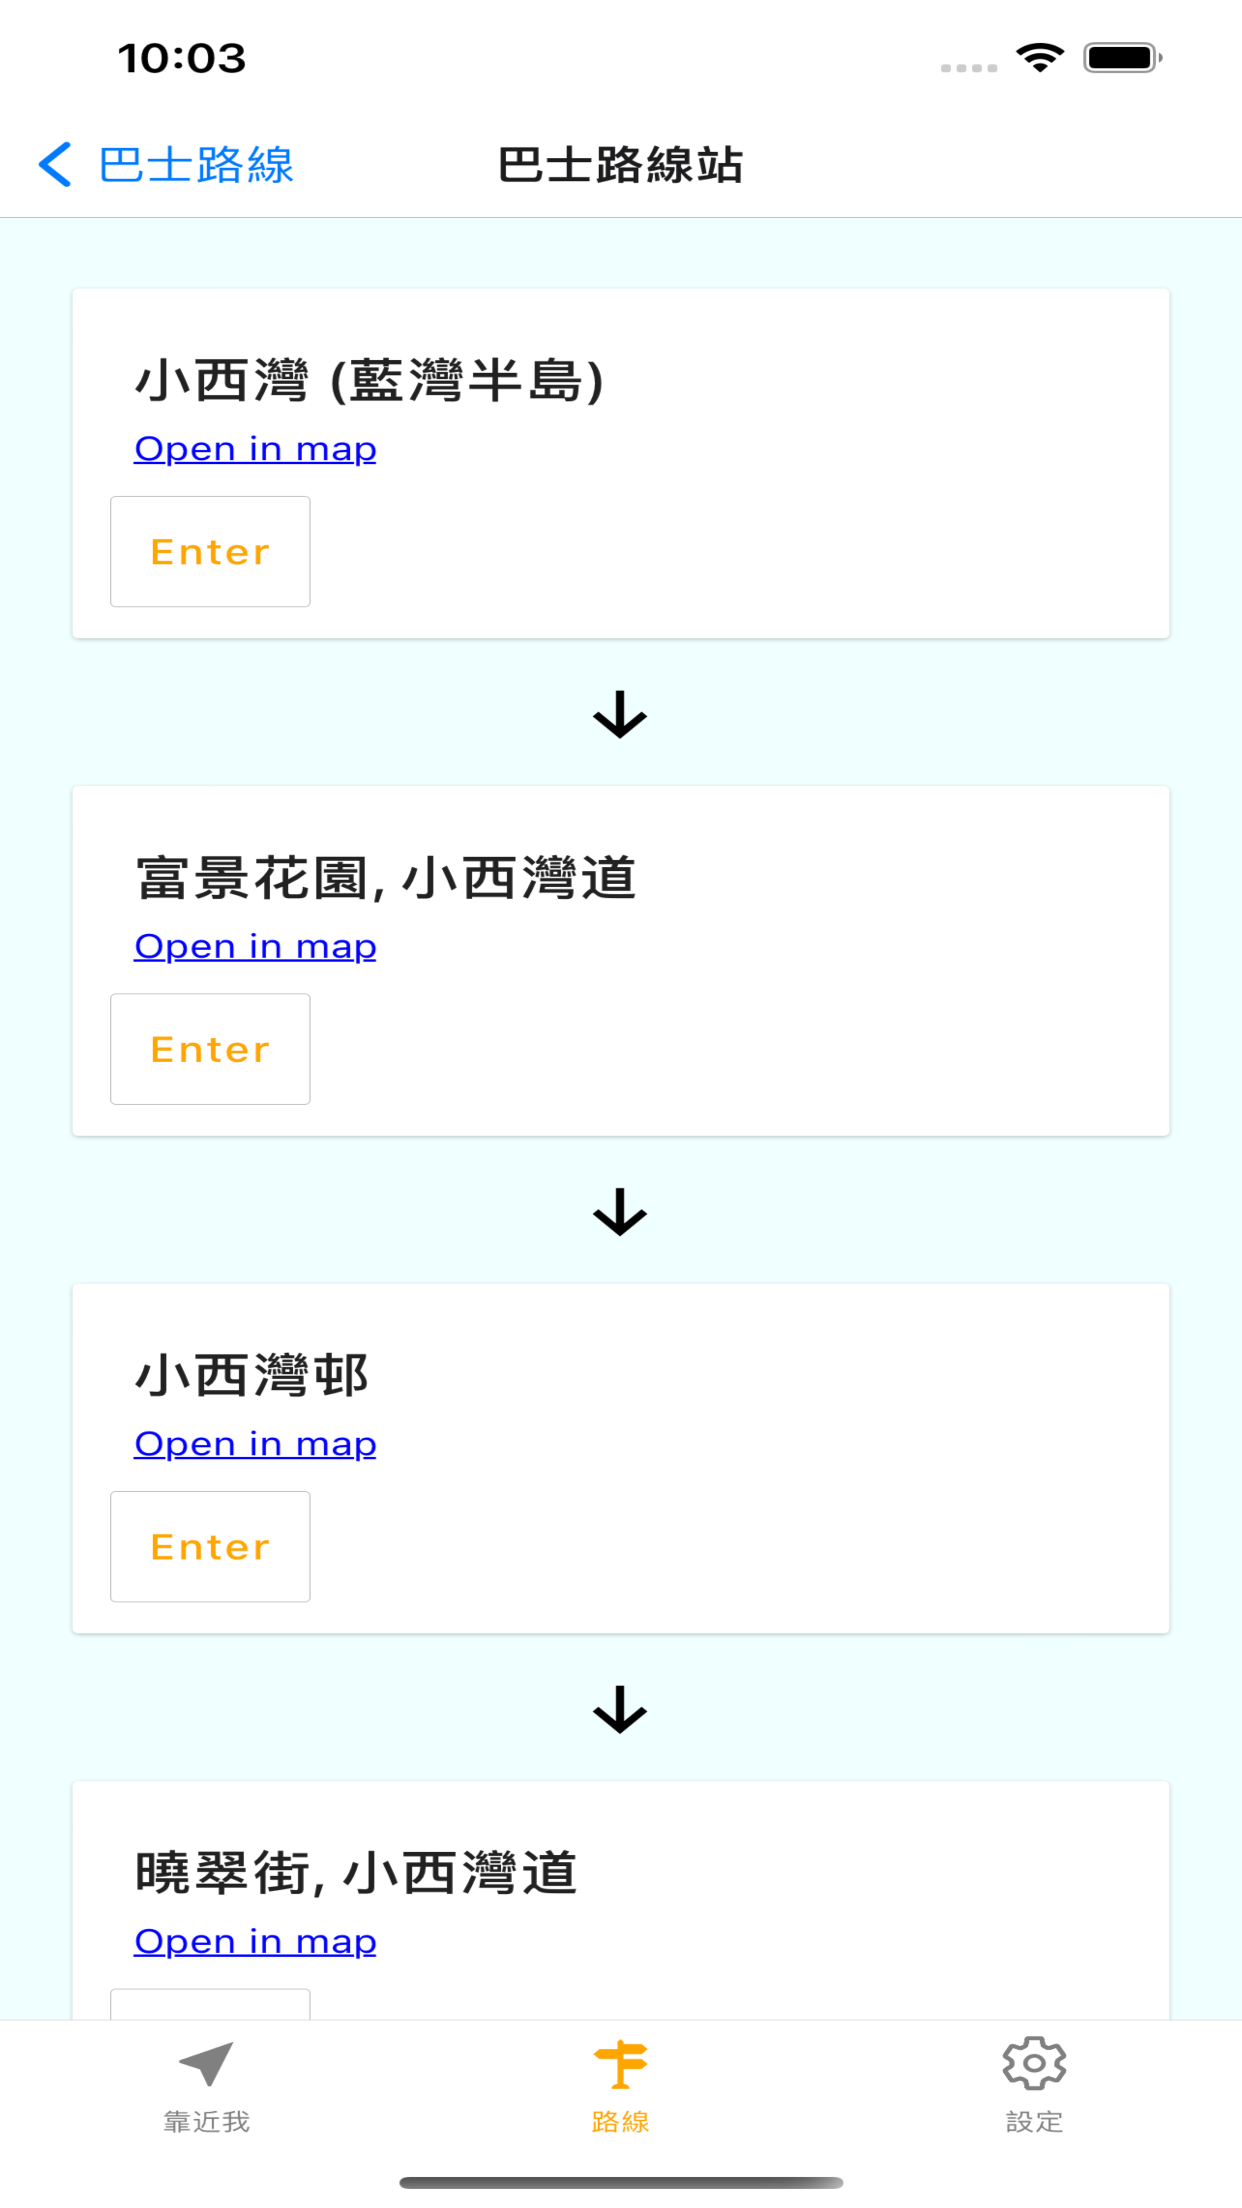 10:03
巴士路線
巴士路線站
小西灣 (藍灣半島)
Open in map
Enter
富景花園, 小西灣道
Open in map
Enter
小西灣邨
Open in map
Enter
曉翠街, 小西灣道
Open in map
靠近我
路線
設定